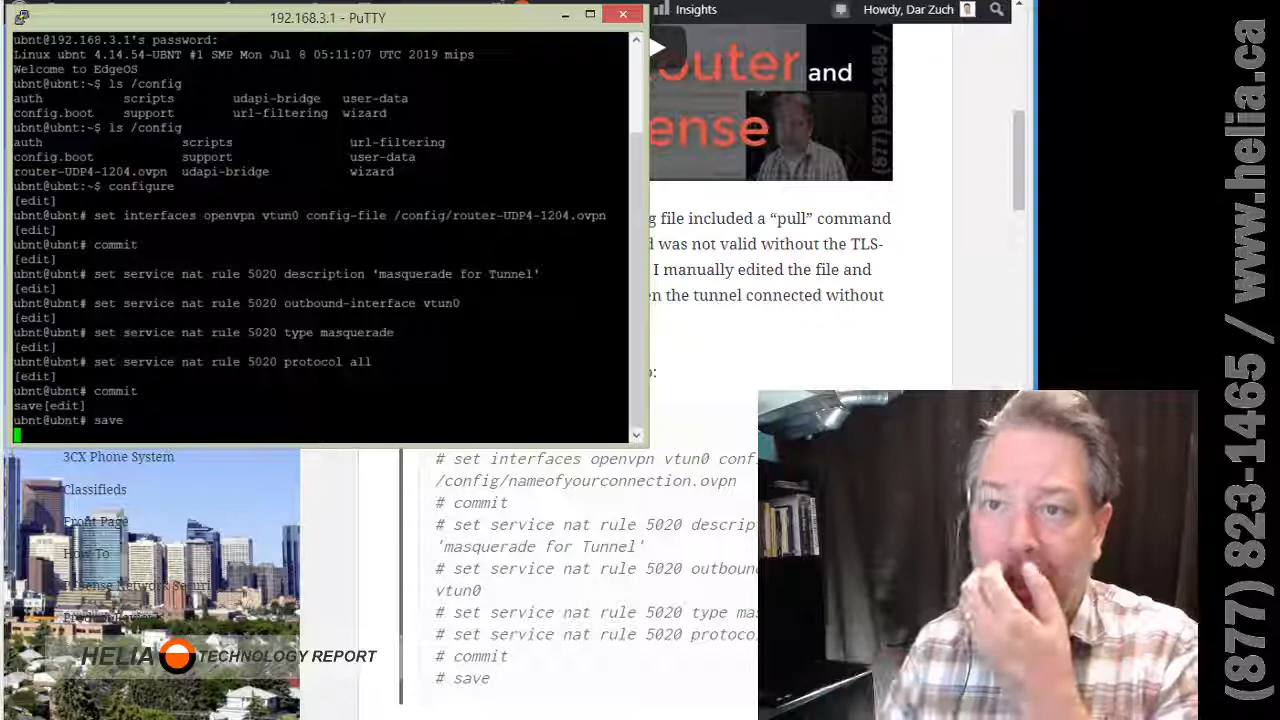 192.168.3.1 - PuTTY
ubnt@192.168.3.1's password:
Linux ubnt 4.14.54-UBNT #1 SMP Mon Jul 8 05:11:07 UTC 2019 mips
Welcome to EdgeOS
ubnt@ubnt:~$ ls /config
auth scripts udapi-bridge user-data
config.boot support url-filtering wizard
ubnt@ubnt:~$ ls /config
auth scripts url-filtering
config.boot support user-data
router-UDP4-1204.ovpn udapi-bridge wizard
ubnt@ubnt:~$ configure
[edit]
ubnt@ubnt# set interfaces openvpn vtun0 config-file /config/router-UDP4-1204.ovpn
[edit]
ubnt@ubnt# commit
[edit]
ubnt@ubnt# set service nat rule 5020 description 'masquerade for Tunnel'
[edit]
ubnt@ubnt# set service nat rule 5020 outbound-interface vtun0
[edit]
ubnt@ubnt# set service nat rule 5020 type masquerade
[edit]
ubnt@ubnt# set service nat rule 5020 protocol all
[edit]
ubnt@ubnt# commit
save[edit]
ubnt@ubnt# save
Insights
Howdy, Dar Zuch
outer and
ense
(877) 823-1465 /
g file included a “pull” command
d was not valid without the TLS-
I manually edited the file and
en the tunnel connected without
o:
3CX Phone System
Classifieds
Front Page
How To
HELIA TECHNOLOGY REPORT
# set interfaces openvpn vtun0 conf
/config/nameofyourconnection.ovpn
# commit
# set service nat rule 5020 descrip
'masquerade for Tunnel'
# set service nat rule 5020 outbound
vtun0
# set service nat rule 5020 type mas
# set service nat rule 5020 protoco
# commit
# save
(877) 823-1465 / www.helia.ca